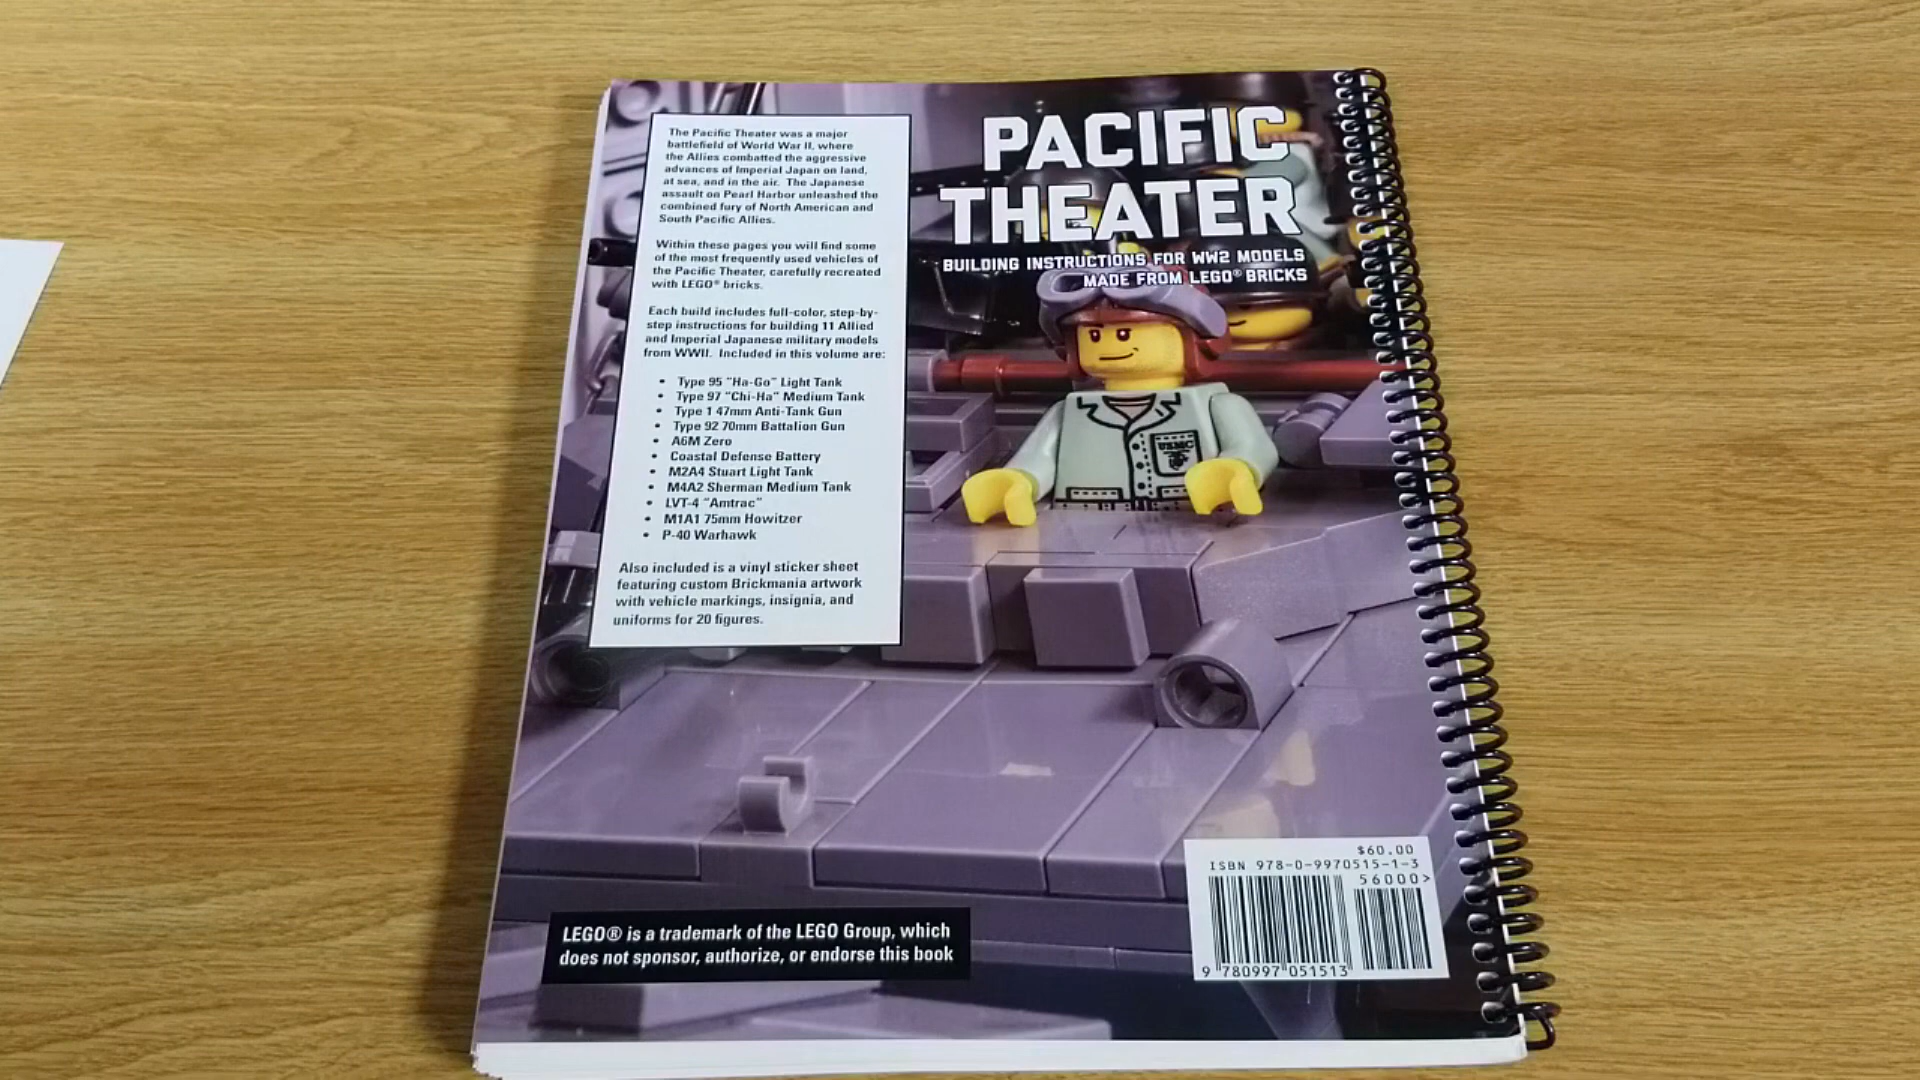 PACIFIC
THEATER
BUILDING INSTRUCTIONS FOR WW2 MODELS
MADE FROM LEGO® BRICKS
The Pacific Theater was a major
battlefield of World War II, where
the Allies combatted the aggressive
advances of Imperial Japan on land,
at sea, and in the air. The Japanese
assault on Pearl Harbor unleashed the
combined fury of North American and
South Pacific Allies.
Within these pages you will find some
of the most frequently used vehicles of
the Pacific Theater, carefully recreated
with LEGO® bricks.
Each build includes full-color, step-by-
step instructions for building 11 Allied
and Imperial Japanese military models
from WWII. Included in this volume are:
• Type 95 "Ha-Go" Light Tank
• Type 97 "Chi-Ha" Medium Tank
• Type 1 47mm Anti-Tank Gun
• Type 92 70mm Battalion Gun
• A6M Zero
• Coastal Defense Battery
• M2A4 Stuart Light Tank
• M4A2 Sherman Medium Tank
• LVT-4 "Amtrac"
• M1A1 75mm Howitzer
• P-40 Warhawk
Also included is a vinyl sticker sheet
featuring custom Brickmania artwork
with vehicle markings, insignia, and
uniforms for 20 figures.
USMC
LEGO® is a trademark of the LEGO Group, which
does not sponsor, authorize, or endorse this book
$60.00
ISBN 978-0-9970515-1-3
56000>
9 780997 051513